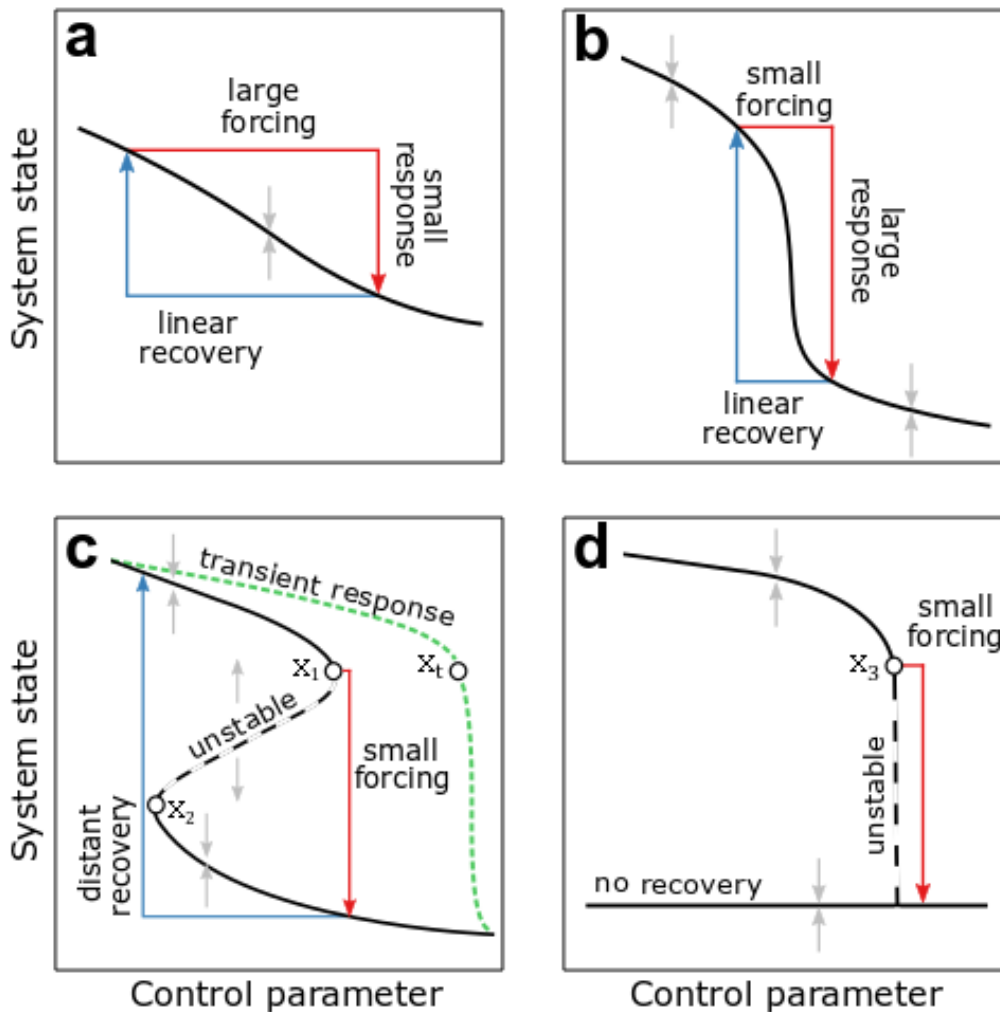 a
large
forcing
small
response
linear
recovery
System state
b
small
forcing
large
response
linear
recovery
c
transient response
x1
xt
unstable
small
forcing
x2
distant
recovery
System state
Control parameter
d
small
forcing
x3
unstable
no recovery
Control parameter